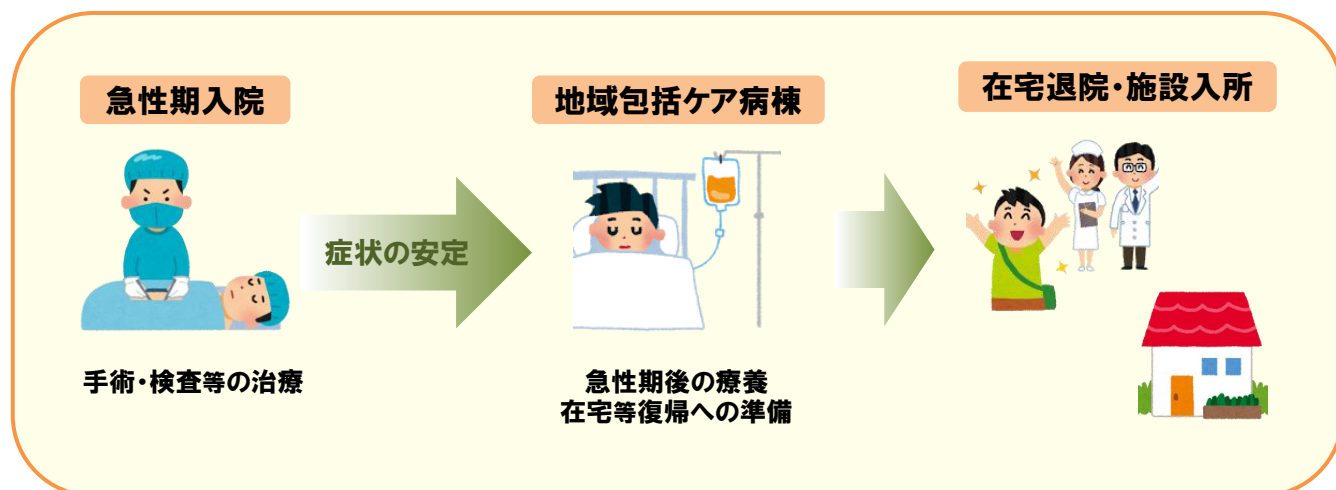 急性期入院
地域包括ケア病棟
在宅退院・施設入所
症状の安定
手術・検査等の治療
急性期後の療養
在宅等復帰への準備